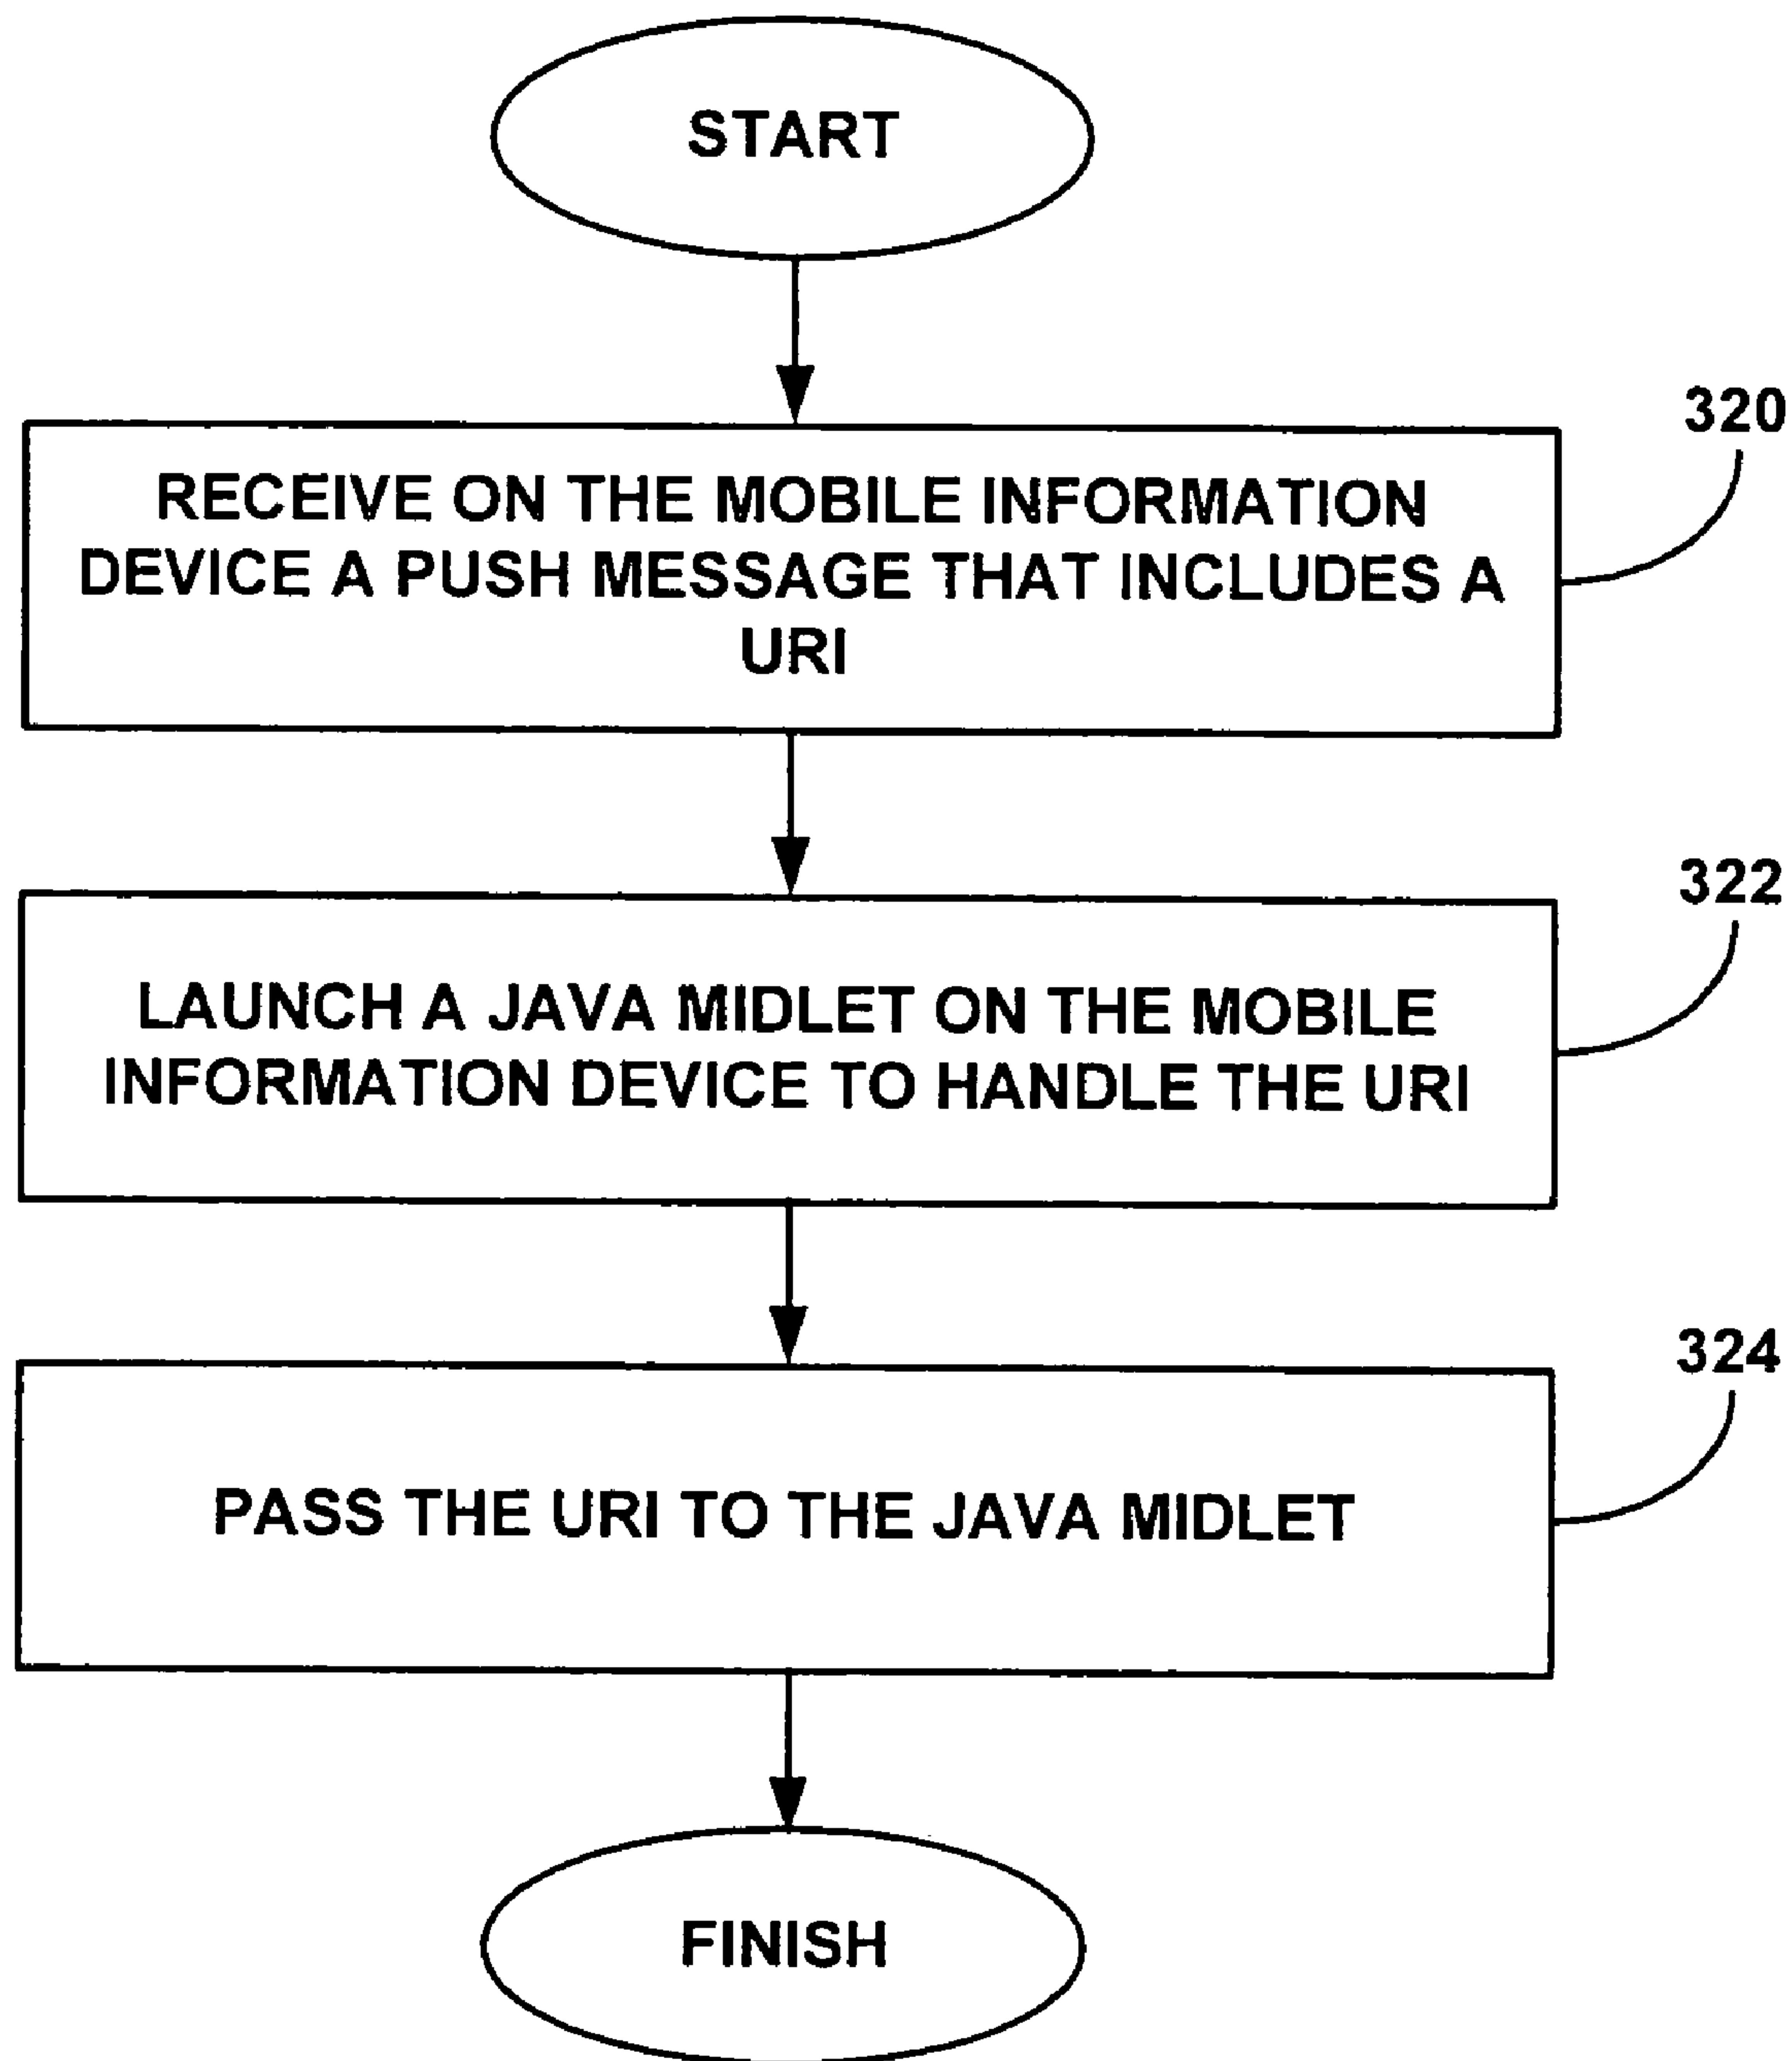 START
320
RECEIVE ON THE MOBILE INFORMATION
DEVICE A PUSH MESSAGE THAT INCLUDES A
URI
322
LAUNCH A JAVA MIDLET ON THE MOBILE
INFORMATION DEVICE TO HANDLE THE URI
324
PASS THE URI TO THE JAVA MIDLET
FINISH